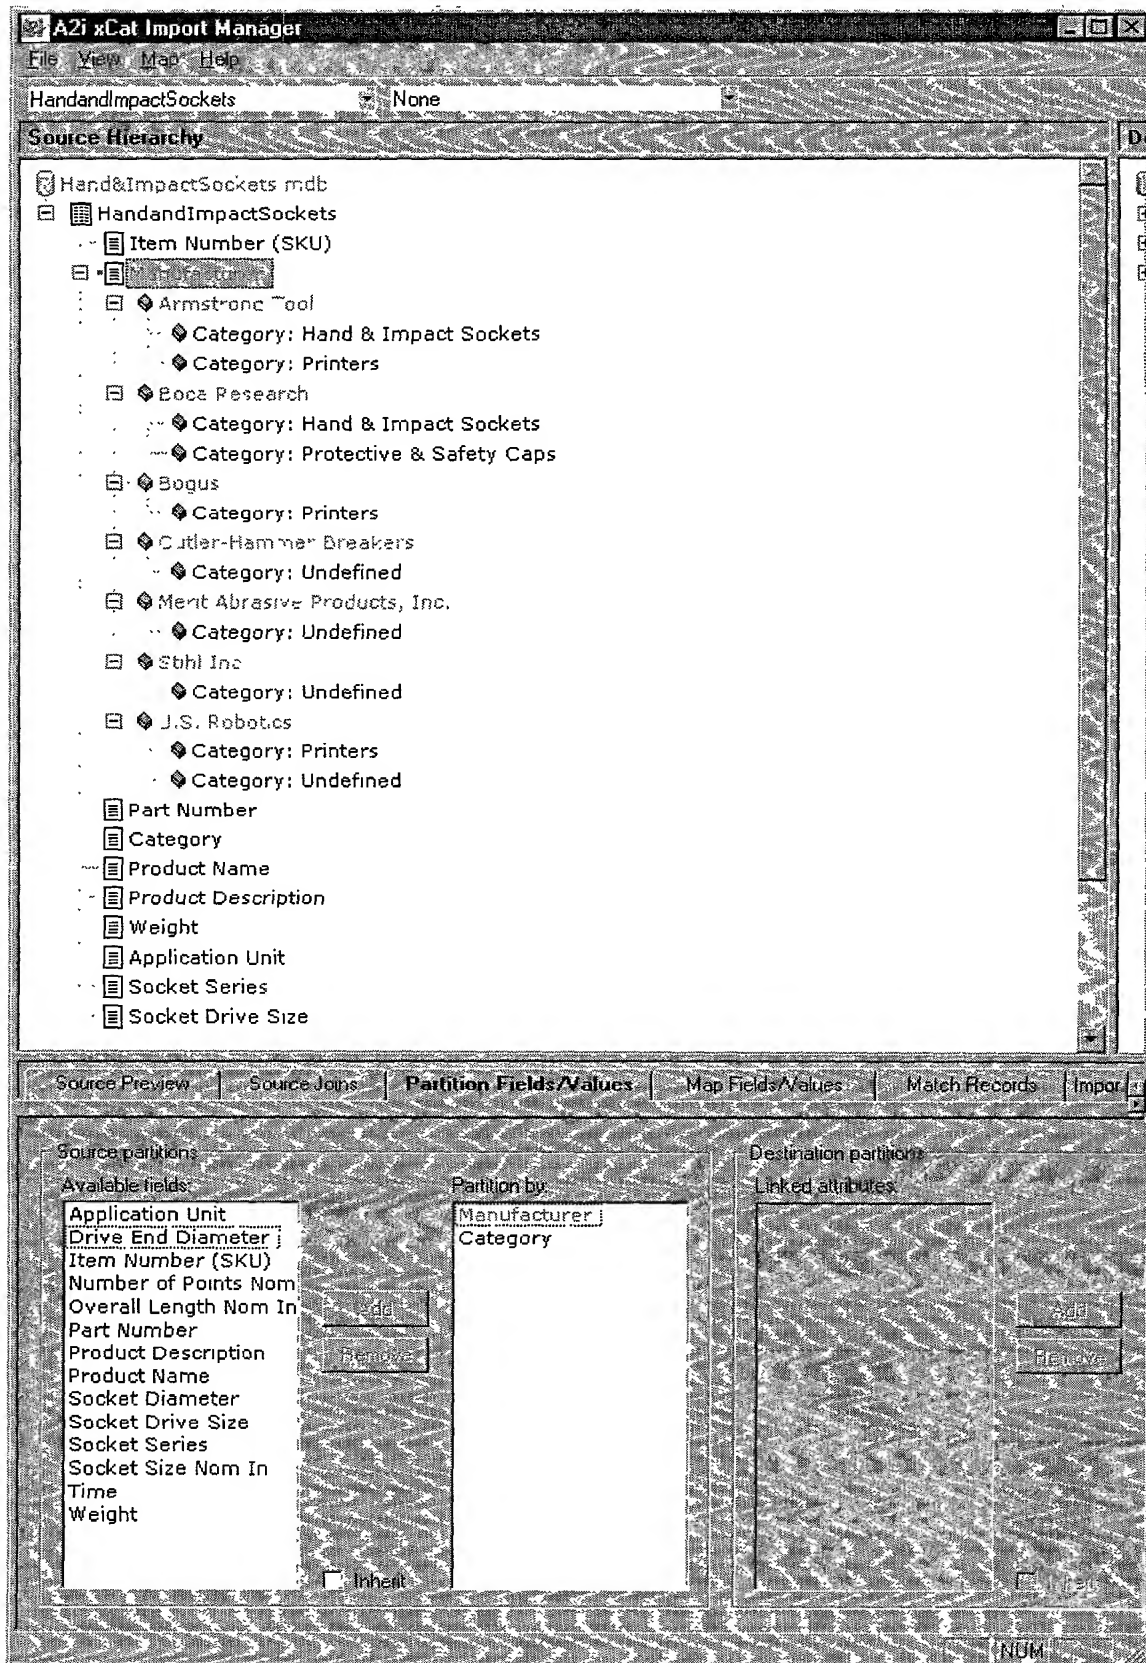 A2i xCat Import Manager
File View Map Help
HandandImpactSockets None
Source Hierarchy
Hand&ImpactSockets mdb
HandandImpactSockets
Item Number (SKU)
Manufacturer
Armstrong Tool
Category: Hand & Impact Sockets
Category: Printers
Boca Research
Category: Hand & Impact Sockets
Category: Protective & Safety Caps
Bogus
Category: Printers
Cutler-Hammer Breakers
Category: Undefined
Merit Abrasive Products, Inc.
Category: Undefined
Stihl Inc
Category: Undefined
J.S. Robotics
Category: Printers
Category: Undefined
Part Number
Category
Product Name
Product Description
Weight
Application Unit
Socket Series
Socket Drive Size
Source Preview Source Joins Partition Fields/Values Map Fields/Values Match Records Impor
Source partitions Destination partitions
Available fields: Partition by: Linked attributes:
Application Unit Manufacturer
Drive End Diameter Category
Item Number (SKU)
Number of Points Nom
Overall Length Nom In Add Add
Part Number
Product Description Remove Remove
Product Name
Socket Diameter
Socket Drive Size
Socket Series
Socket Size Nom In
Time
Weight
Inherit Inherit
NUM